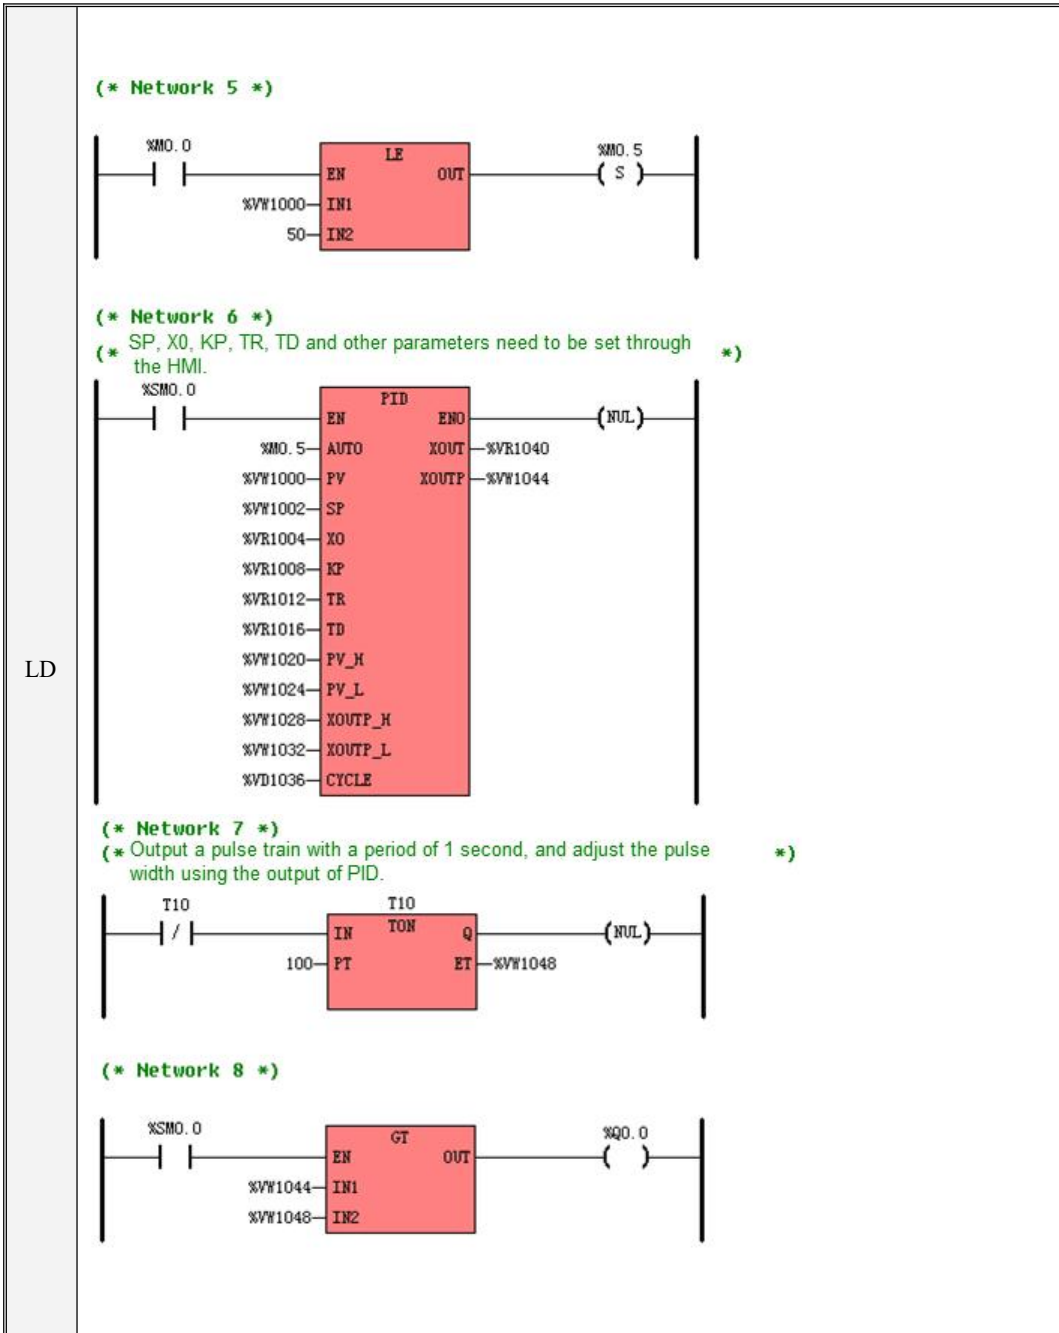 (* Network 5 *)
%M0.0 LE %M0.5
EN OUT ( S )
%VW1000 IN1
50 IN2
(* Network 6 *)
(* SP, X0, KP, TR, TD and other parameters need to be set through *)
the HMI.
%SM0.0 PID
EN ENO (NUL)
%M0.5 AUTO XOUT %VR1040
%VW1000 PV XOUTP %VW1044
%VW1002 SP
%VR1004 XO
%VR1008 KP
%VR1012 TR
%VR1016 TD
%VW1020 PV_H
%VW1024 PV_L
LD
%VW1028 XOUTP_H
%VW1032 XOUTP_L
%VD1036 CYCLE
(* Network 7 *)
(* Output a pulse train with a period of 1 second, and adjust the pulse *)
width using the output of PID.
T10 T10
/ IN TON Q (NUL)
100 PT ET %VW1048
(* Network 8 *)
%SM0.0 GT %Q0.0
EN OUT ( )
%VW1044 IN1
%VW1048 IN2